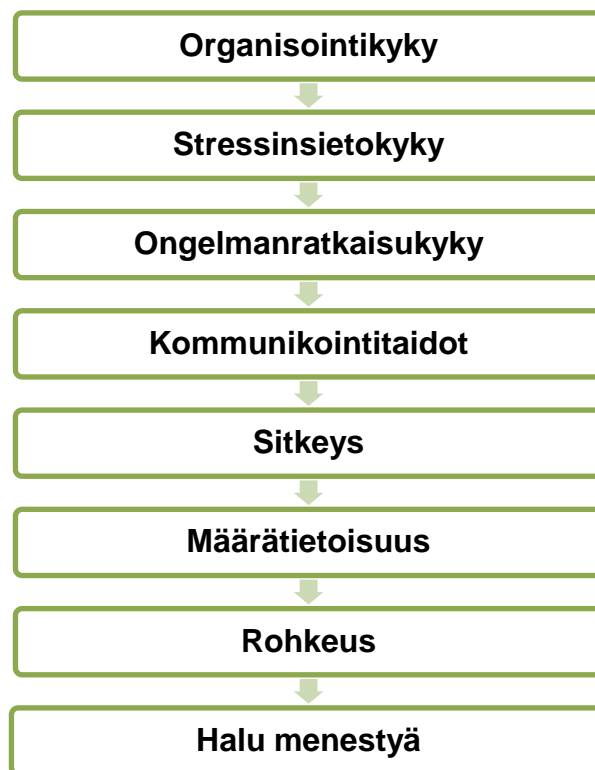 Organisointikyky
Stressinsietokyky
Ongelmanratkaisukyky
Kommunikointitaidot
Sitkeys
Määrätietoisuus
Rohkeus
Halu menestyä